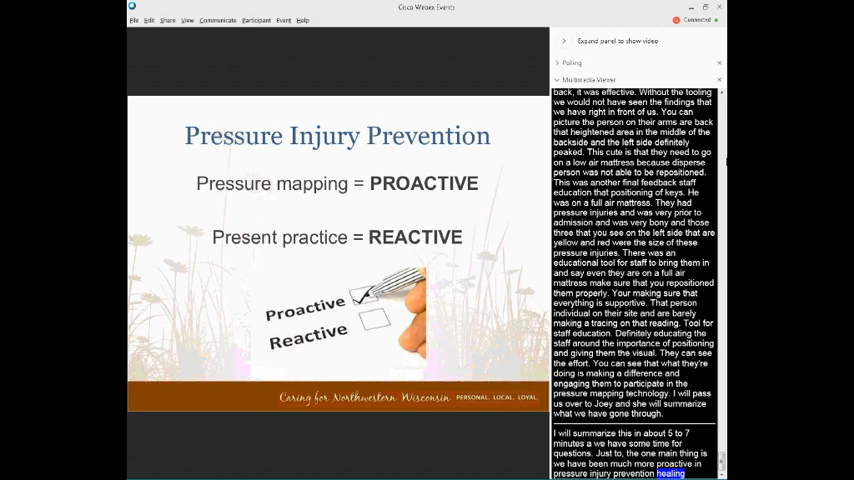 Cisco Webex Events
File Edit Share View Communicate Participant Event Help
Connected
Expand panel to show video
Polling
Multimedia Viewer
Pressure Injury Prevention
Pressure mapping = PROACTIVE
Present practice = REACTIVE
Proactive
Reactive
Caring for Northwestern Wisconsin PERSONAL. LOCAL. LOYAL.
back, it was effective. Without the tooling
we would not have seen the findings that
we have right in front of us. You can
picture the person on their arms are back
that heightened area in the middle of the
backside and the left side definitely
peaked. This cute is that they need to go
on a low air mattress because disperse
person was not able to be repositioned.
This was another final feedback staff
education that positioning of keys. He
was on a full air mattress. They had
pressure injuries and was very prior to
admission and was very bony and those
three that you see on the left side that are
yellow and red were the size of these
pressure injuries. There was an
educational tool for staff to bring them in
and say even they are on a full air
mattress make sure that you repositioned
them properly. Your making sure that
everything is supportive. That person
individual on their site and are barely
making a tracing on that reading. Tool for
staff education. Definitely educating the
staff around the importance of positioning
and giving them the visual. They can see
the effort. You can see that what they're
doing is making a difference and
engaging them to participate in the
pressure mapping technology. I will pass
us over to Joey and she will summarize
what we have gone through.
I will summarize this in about 5 to 7
minutes a we have some time for
questions. Just to, the one main thing is
we have been much more proactive in
pressure injury prevention healing